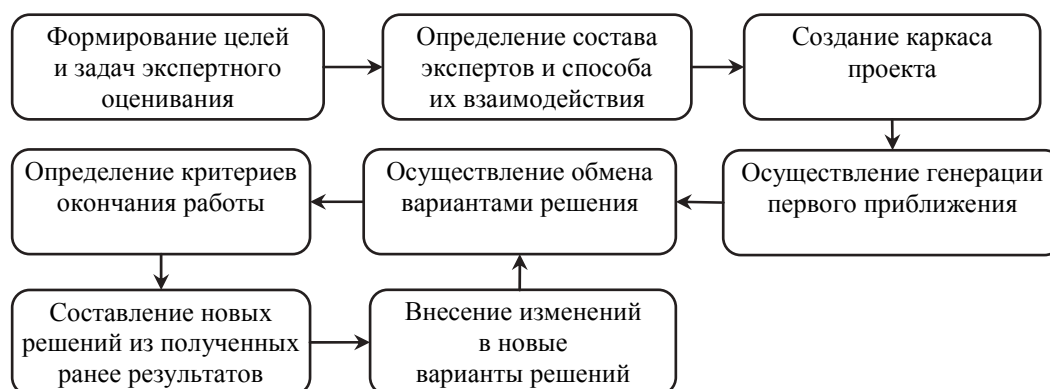 Формирование целей
и задач экспертного
оценивания
Определение состава
экспертов и способа
их взаимодействия
Создание каркаса
проекта
Осуществление генерации
первого приближения
Осуществление обмена
вариантами решения
Определение критериев
окончания работы
Составление новых
решений из полученных
ранее результатов
Внесение изменений
в новые
варианты решений